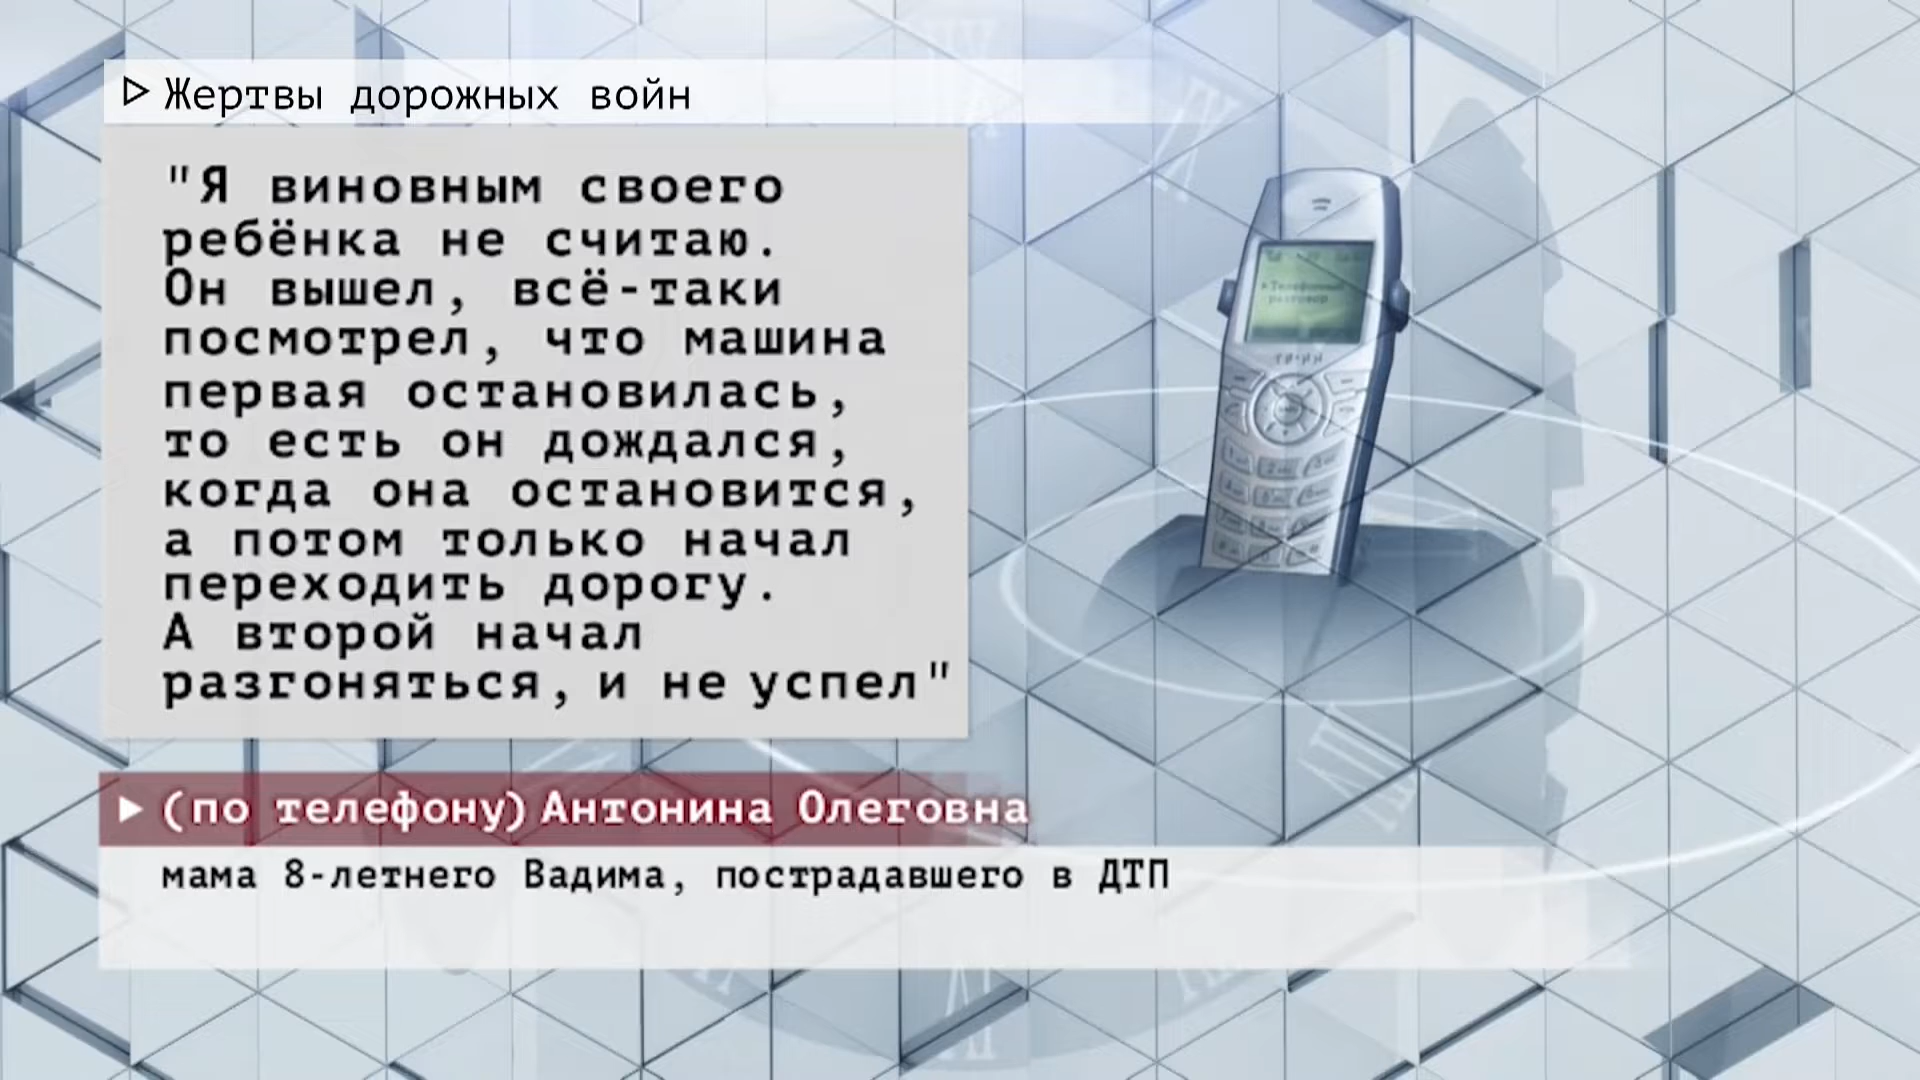 Жертвы дорожных войн
"Я виновным своего
ребёнка не считаю.
Он вышел, всё-таки
посмотрел, что машина
первая остановилась,
то есть он дождался,
когда она остановится,
а потом только начал
переходить дорогу.
А второй начал
разгоняться, и не успел"
(по телефону) Антонина Олеговна
мама 8-летнего Вадима, пострадавшего в ДТП
Телефонный
разговор